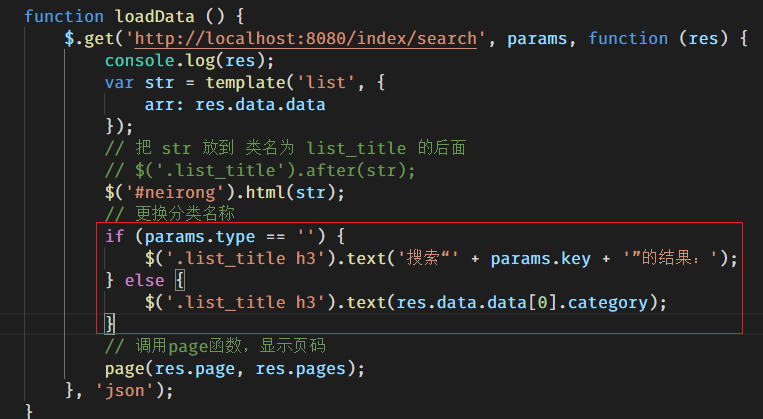 function loadData () {
    $.get('http://localhost:8080/index/search', params, function (res) {
        console.log(res);
        var str = template('list', {
            arr: res.data.data
        });
        // 把 str 放到 类名为 list_title 的后面
        // $('.list_title').after(str);
        $('#neirong').html(str);
        // 更换分类名称
        if (params.type == '') {
            $('.list_title h3').text('搜索“' + params.key + '”的结果：');
        } else {
            $('.list_title h3').text(res.data.data[0].category);
        }
        // 调用page函数，显示页码
        page(res.page, res.pages);
    }, 'json');
}